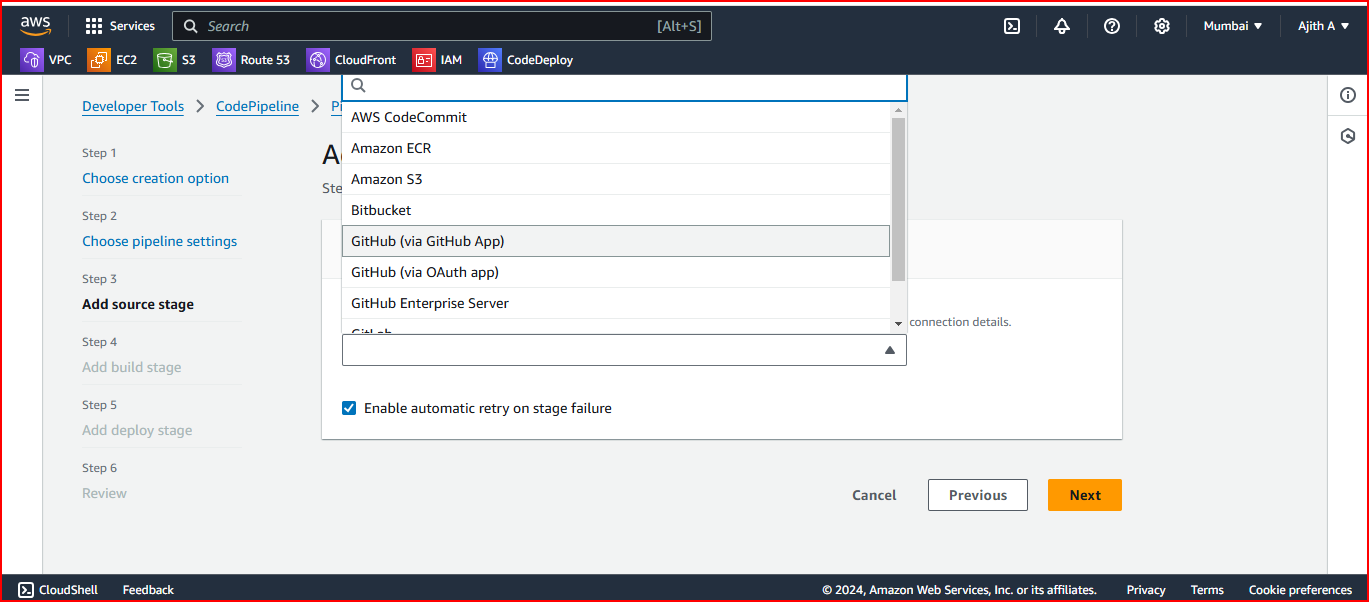 aws Services Search [Alt+S] Mumbai ▼ Ajith A ▼
VPC EC2 S3 Route 53 CloudFront IAM CodeDeploy
Developer Tools > CodePipeline >
Step 1
Choose creation option
Step 2
Choose pipeline settings
Step 3
Add source stage
Step 4
Add build stage
Step 5
Add deploy stage
Step 6
Review
AWS CodeCommit
Amazon ECR
Amazon S3
Bitbucket
GitHub (via GitHub App)
GitHub (via OAuth app)
GitHub Enterprise Server
GitLab
connection details.
Enable automatic retry on stage failure
Cancel Previous Next
CloudShell Feedback © 2024, Amazon Web Services, Inc. or its affiliates. Privacy Terms Cookie preferences